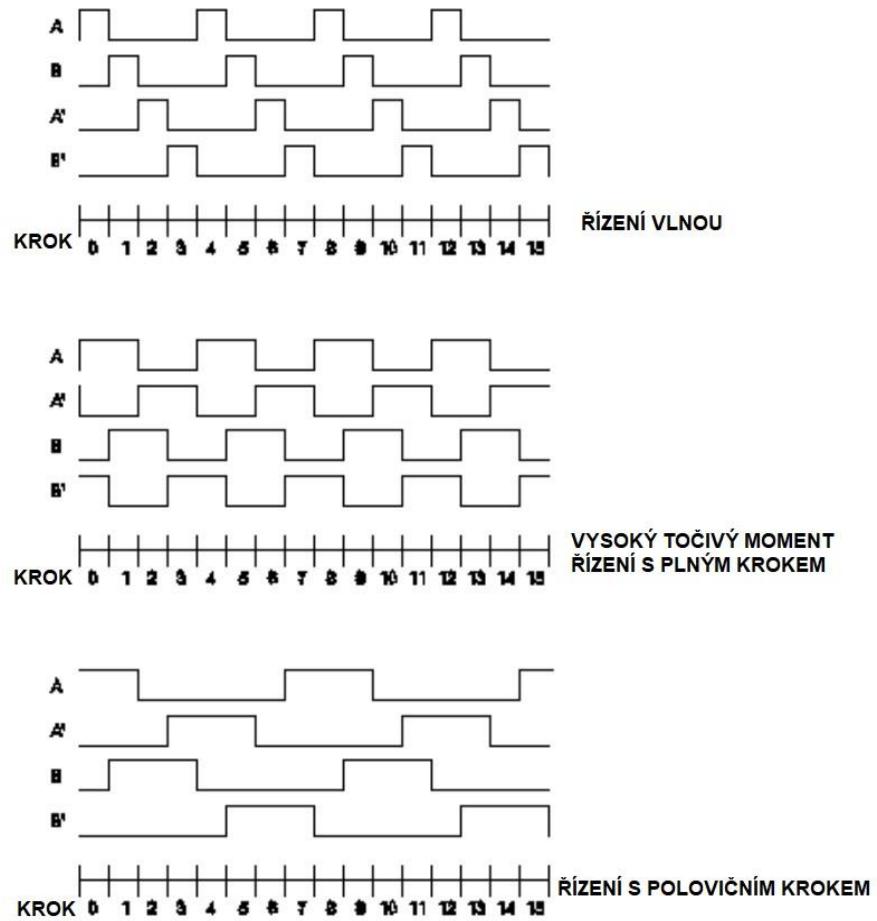 A
B
A'
B'
KROK 0 1 2 3 4 5 6 7 8 9 10 11 12 13 14 15
ŘÍZENÍ VLNOU
A
A'
B
B'
KROK 0 1 2 3 4 5 6 7 8 9 10 11 12 13 14 15
VYSOKÝ TOČIVÝ MOMENT
ŘÍZENÍ S PLNÝM KROKEM
A
A'
B
B'
KROK 0 1 2 3 4 5 6 7 8 9 10 11 12 13 14 15
ŘÍZENÍ S POLOVIČNÍM KROKEM